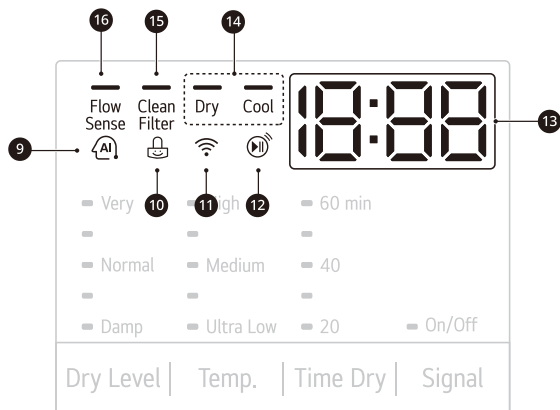 16 15 14
Flow Sense Clean Filter Dry Cool 18:88 13
9 AI
10 11 12
Very High 60 min
Normal Medium 40
Damp Ultra Low 20 On/Off
Dry Level Temp. Time Dry Signal